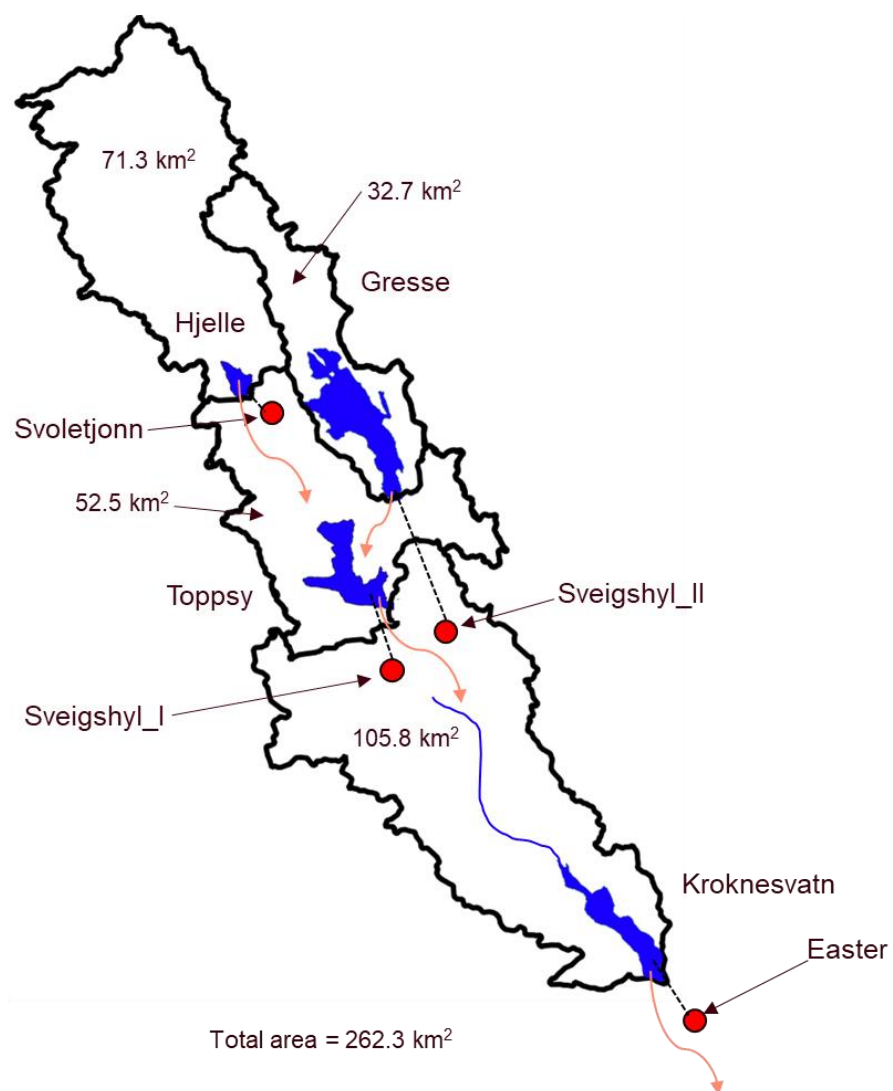 71.3 km²
32.7 km²
Gresse
Hjelle
Svoletjonn
52.5 km²
Toppsy
Sveigshyl_II
Sveigshyl_I
105.8 km²
Kroknesvatn
Easter
Total area = 262.3 km²